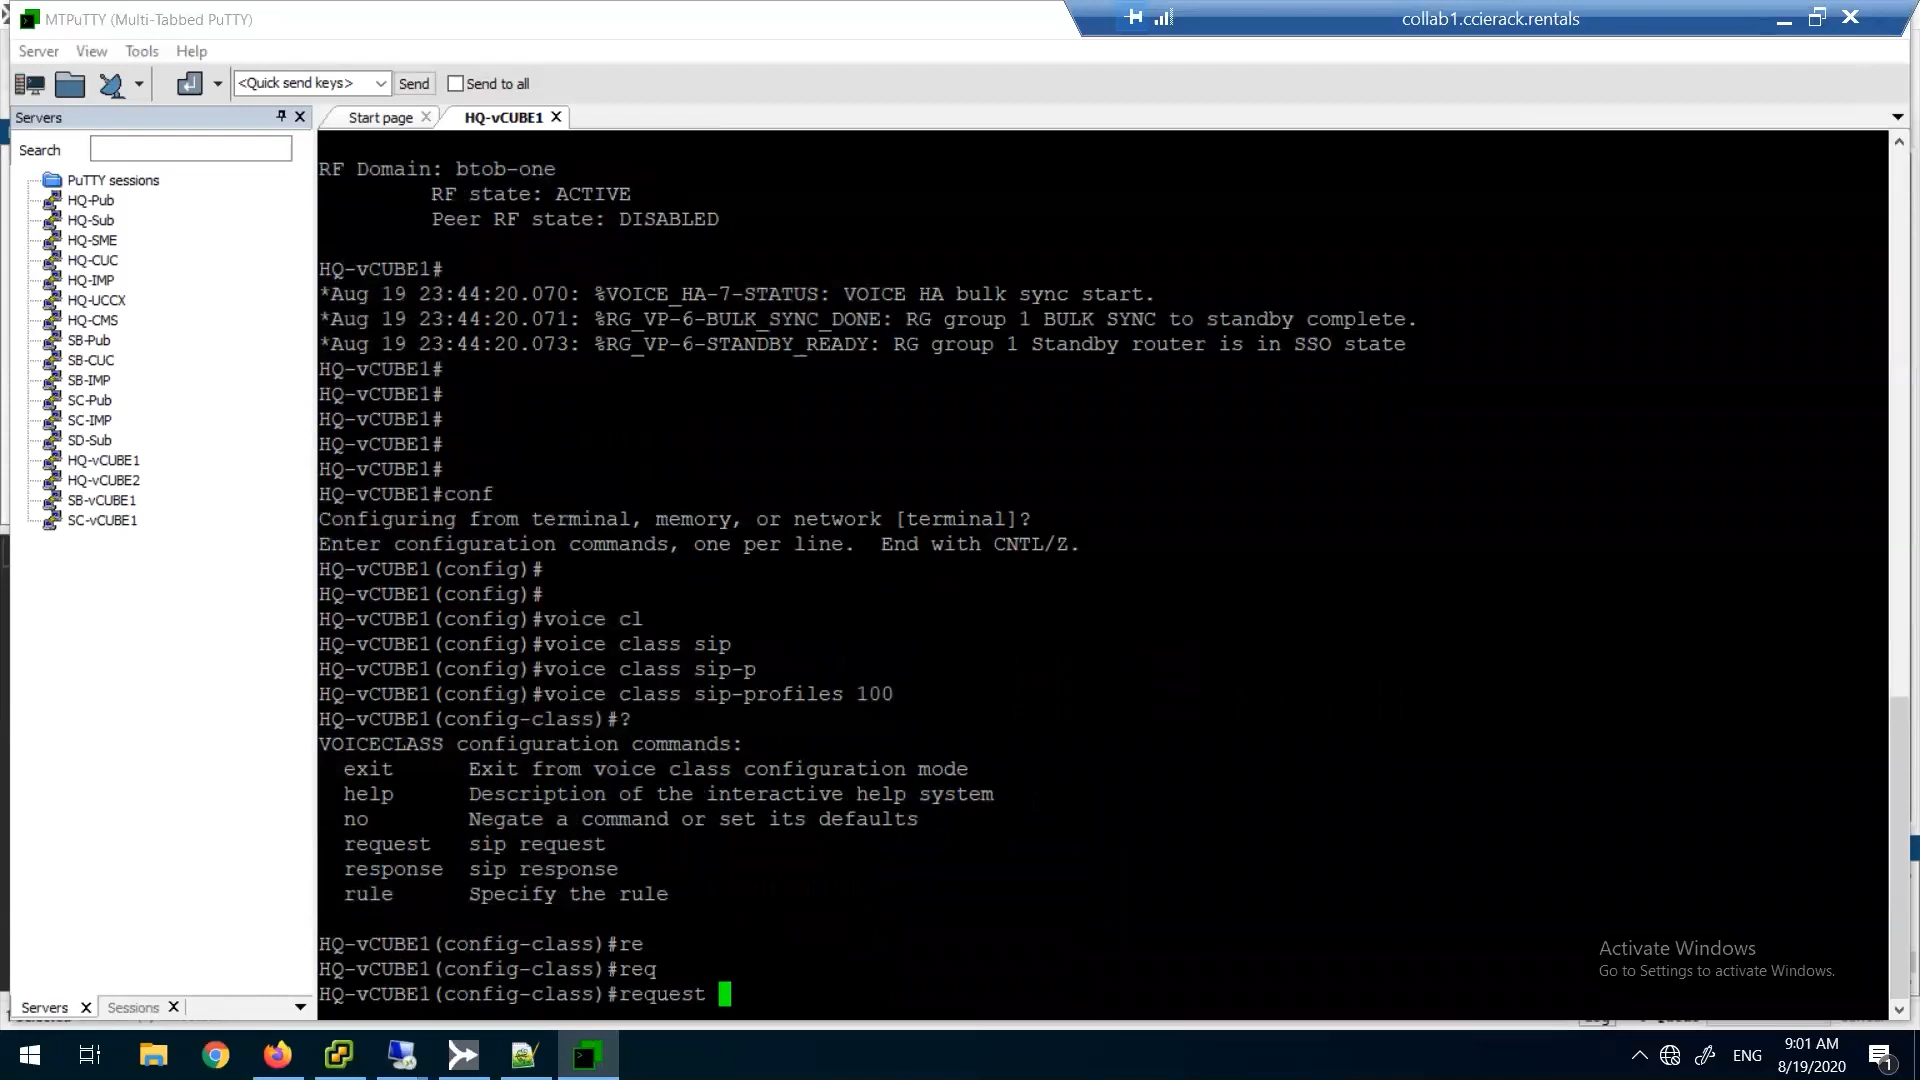 MTPuTTY (Multi-Tabbed PuTTY)
collab1.ccierack.rentals
Server View Tools Help
<Quick send keys> Send Send to all
Servers
Start page
HQ-vCUBE1
Search
PuTTY sessions
HQ-Pub
HQ-Sub
HQ-SME
HQ-CUC
HQ-IMP
HQ-UCCX
HQ-CMS
SB-Pub
SB-CUC
SB-IMP
SC-Pub
SC-IMP
SD-Sub
HQ-vCUBE1
HQ-vCUBE2
SB-vCUBE1
SC-vCUBE1
RF Domain: btob-one
RF state: ACTIVE
Peer RF state: DISABLED
HQ-vCUBE1#
*Aug 19 23:44:20.070: %VOICE_HA-7-STATUS: VOICE HA bulk sync start.
*Aug 19 23:44:20.071: %RG_VP-6-BULK_SYNC_DONE: RG group 1 BULK SYNC to standby complete.
*Aug 19 23:44:20.073: %RG_VP-6-STANDBY_READY: RG group 1 Standby router is in SSO state
HQ-vCUBE1#
HQ-vCUBE1#
HQ-vCUBE1#
HQ-vCUBE1#
HQ-vCUBE1#
HQ-vCUBE1#conf
Configuring from terminal, memory, or network [terminal]?
Enter configuration commands, one per line.  End with CNTL/Z.
HQ-vCUBE1(config)#
HQ-vCUBE1(config)#
HQ-vCUBE1(config)#voice cl
HQ-vCUBE1(config)#voice class sip
HQ-vCUBE1(config)#voice class sip-p
HQ-vCUBE1(config)#voice class sip-profiles 100
HQ-vCUBE1(config-class)#?
VOICECLASS configuration commands:
exit Exit from voice class configuration mode
help Description of the interactive help system
no Negate a command or set its defaults
request sip request
response sip response
rule Specify the rule
HQ-vCUBE1(config-class)#re
HQ-vCUBE1(config-class)#req
HQ-vCUBE1(config-class)#request
Activate Windows
Go to Settings to activate Windows.
Servers
Sessions
ENG
9:01 AM
8/19/2020
1